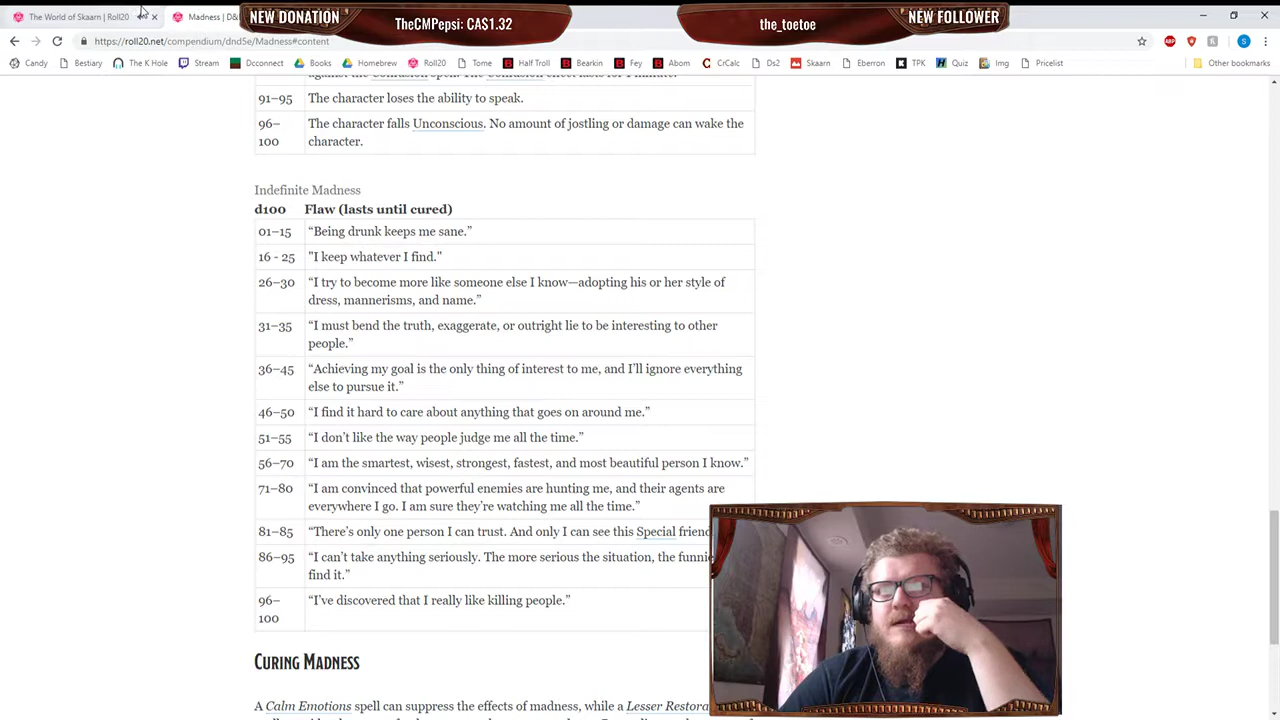 The World of Skaarn | Roll20
Madness | D&
NEW DONATION
TheCMPepsi: CA$1.32
the_toetoe
NEW FOLLOWER
https://roll20.net/compendium/dnd5e/Madness#content
Candy Bestiary The K Hole Stream Dcconnect Books Homebrew Roll20 Tome Half Troll Bearkin Fey Abom CrCalc Ds2 Skaarn Eberron TPK Quiz Img Pricelist Other bookmarks
against the Confusion spell. The Confusion effect lasts for 1 minute.
91–95 The character loses the ability to speak.
96– The character falls Unconscious. No amount of jostling or damage can wake the
100 character.
Indefinite Madness
d100 Flaw (lasts until cured)
01–15 “Being drunk keeps me sane.”
16 - 25 "I keep whatever I find."
26–30 “I try to become more like someone else I know—adopting his or her style of
dress, mannerisms, and name.”
31–35 “I must bend the truth, exaggerate, or outright lie to be interesting to other
people.”
36–45 “Achieving my goal is the only thing of interest to me, and I’ll ignore everything
else to pursue it.”
46–50 “I find it hard to care about anything that goes on around me.”
51–55 “I don’t like the way people judge me all the time.”
56–70 “I am the smartest, wisest, strongest, fastest, and most beautiful person I know.”
71–80 “I am convinced that powerful enemies are hunting me, and their agents are
everywhere I go. I am sure they’re watching me all the time.”
81–85 “There’s only one person I can trust. And only I can see this Special friend
86–95 “I can’t take anything seriously. The more serious the situation, the funnie
find it.”
96– “I’ve discovered that I really like killing people.”
100
CURING MADNESS
A Calm Emotions spell can suppress the effects of madness, while a Lesser Restora